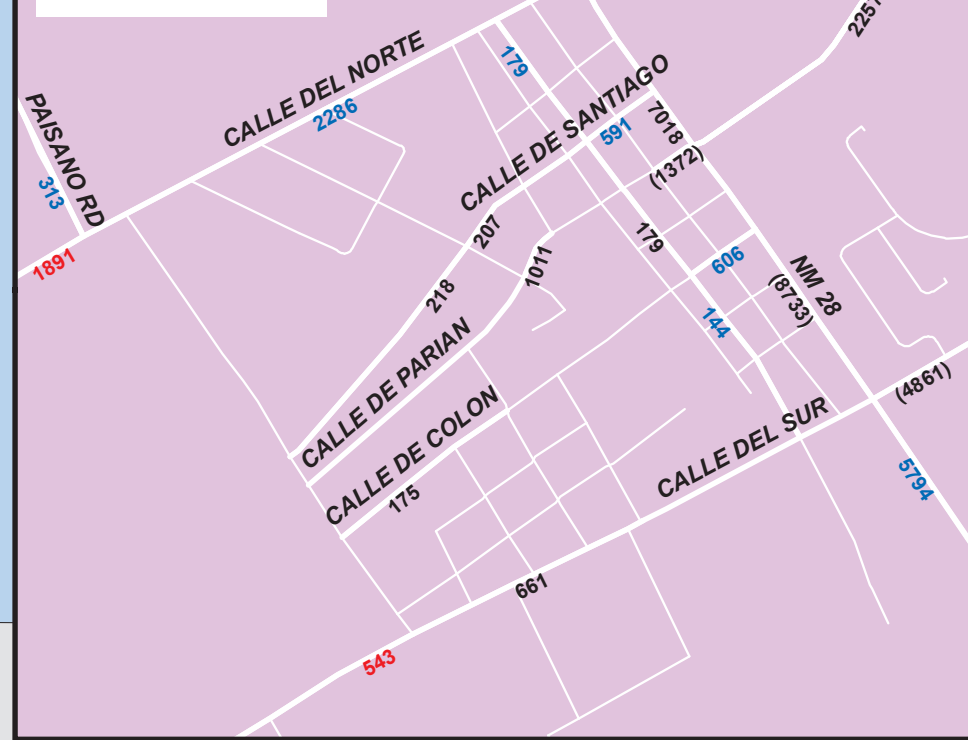 2251
179
CALLE DEL NORTE
2286
PAISANO RD
313
1891
CALLE DE SANTIAGO
591
7018
(1372)
207
218
1011
179
606
144
NM 28
(8733)
CALLE DE PARIAN
CALLE DE COLON
175
CALLE DEL SUR
(4861)
5794
661
543